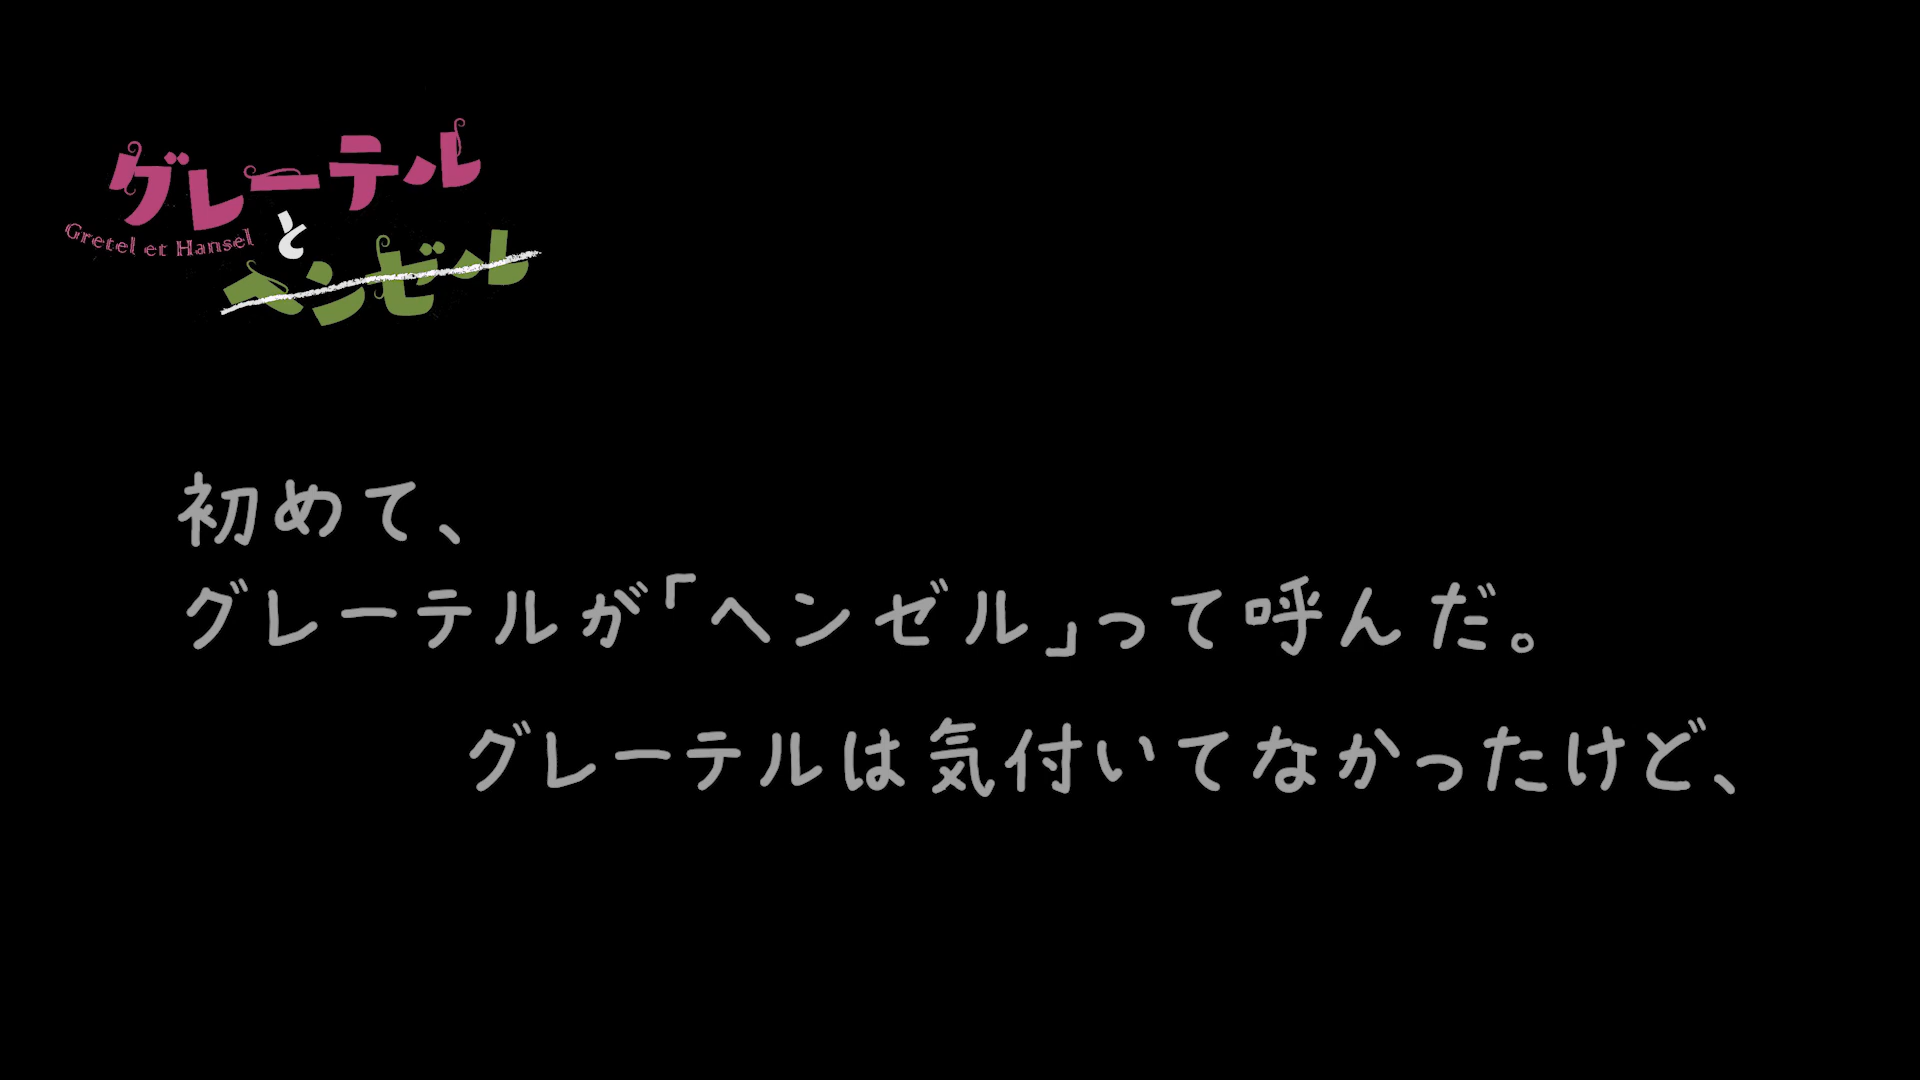 グレーテル
と
Gretel et Hansel
ヘンゼル
初めて、
グレーテルが「ヘンゼル」って呼んだ。
グレーテルは気付いてなかったけど、